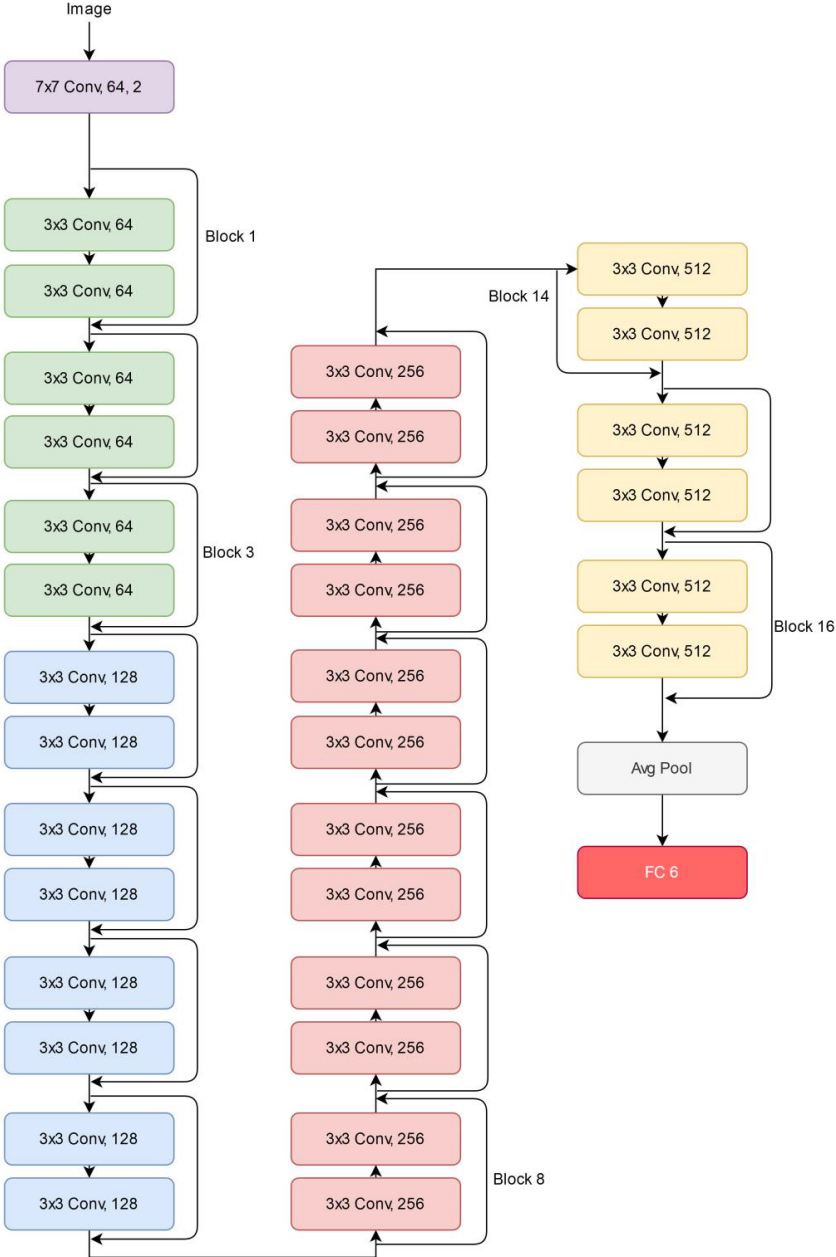 Image
7x7 Conv, 64, 2
3x3 Conv, 64
Block 1
3x3 Conv, 64
3x3 Conv, 64
3x3 Conv, 64
3x3 Conv, 64
Block 3
3x3 Conv, 64
3x3 Conv, 128
3x3 Conv, 128
3x3 Conv, 128
3x3 Conv, 128
3x3 Conv, 128
3x3 Conv, 128
3x3 Conv, 128
3x3 Conv, 128
3x3 Conv, 256
3x3 Conv, 256
3x3 Conv, 256
3x3 Conv, 256
3x3 Conv, 256
3x3 Conv, 256
3x3 Conv, 256
3x3 Conv, 256
3x3 Conv, 256
3x3 Conv, 256
3x3 Conv, 256
Block 8
3x3 Conv, 256
3x3 Conv, 512
Block 14
3x3 Conv, 512
3x3 Conv, 512
3x3 Conv, 512
3x3 Conv, 512
Block 16
3x3 Conv, 512
Avg Pool
FC 6